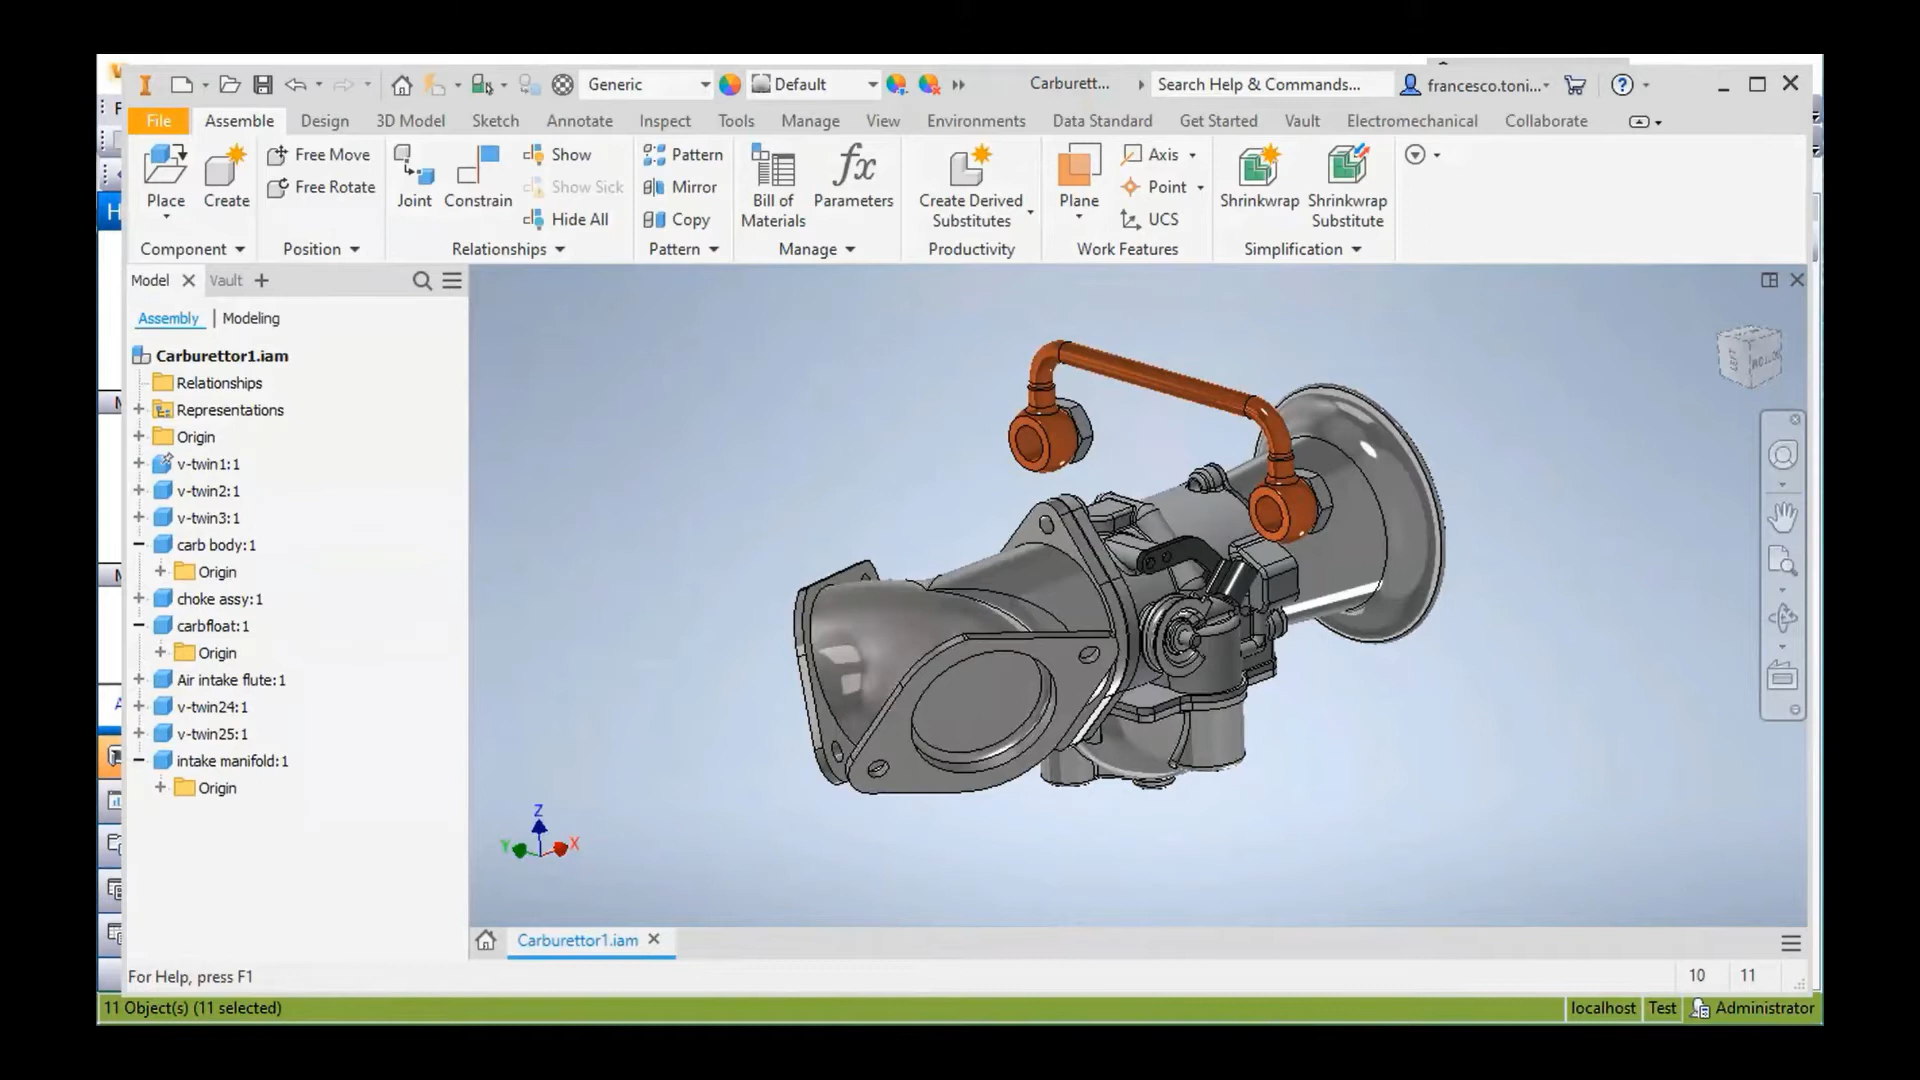 Generic
Default
Carburett...
Search Help & Commands...
francesco.toni...
File
Assemble
Design
3D Model
Sketch
Annotate
Inspect
Tools
Manage
View
Environments
Data Standard
Get Started
Vault
Electromechanical
Collaborate
Place
Create
Free Move
Free Rotate
Joint
Constrain
Show
Show Sick
Hide All
Pattern
Mirror
Copy
Bill of
Materials
fx
Parameters
Create Derived
Substitutes
Plane
Axis
Point
UCS
Shrinkwrap
Shrinkwrap
Substitute
Component
Position
Relationships
Pattern
Manage
Productivity
Work Features
Simplification
Model
Vault
Assembly | Modeling
Carburettor1.iam
Relationships
Representations
Origin
v-twin1:1
v-twin2:1
v-twin3:1
carb body:1
Origin
choke assy:1
carbfloat:1
Origin
Air intake flute:1
v-twin24:1
v-twin25:1
intake manifold:1
Origin
LEFT
BOTTOM
Z
Y
X
Carburettor1.iam
For Help, press F1
10
11
11 Object(s) (11 selected)
localhost
Test
Administrator